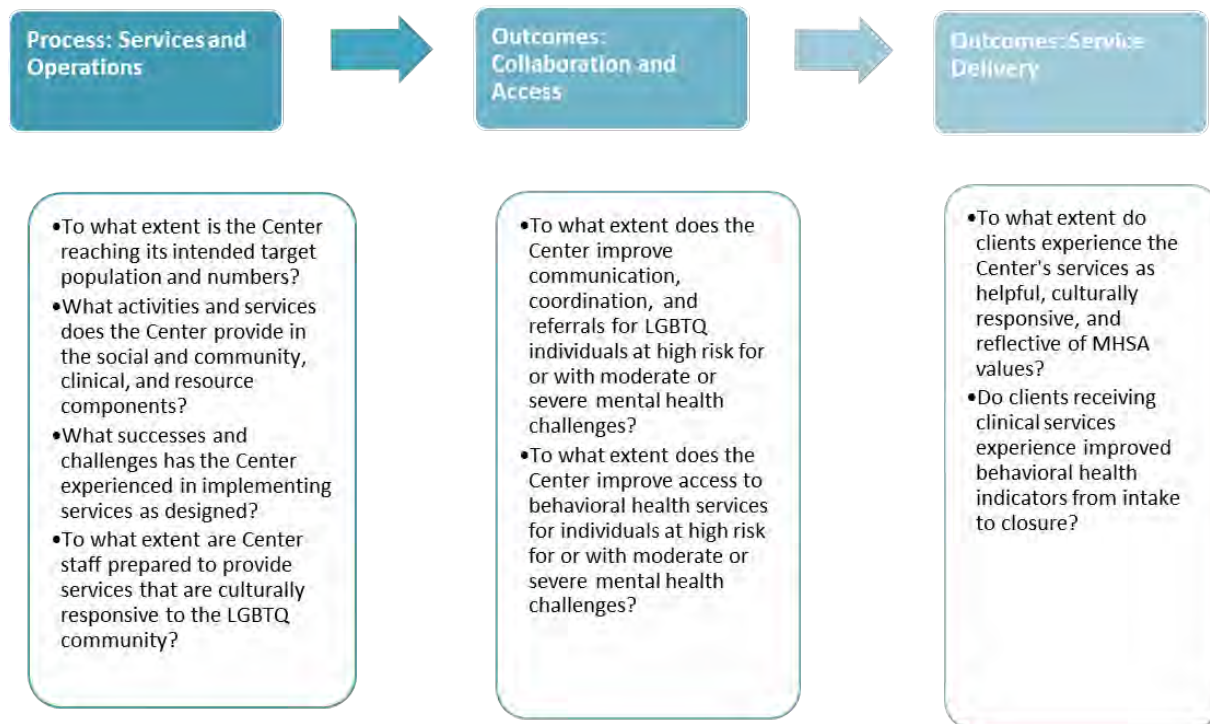 Process: Services and
Operations
Outcomes:
Collaboration and
Access
Outcomes: Service
Delivery
•To what extent is the Center
reaching its intended target
population and numbers?
•What activities and services
does the Center provide in
the social and community,
clinical, and resource
components?
•What successes and
challenges has the Center
experienced in implementing
services as designed?
•To what extent are Center
staff prepared to provide
services that are culturally
responsive to the LGBTQ
community?
•To what extent does the
Center improve
communication,
coordination, and
referrals for LGBTQ
individuals at high risk for
or with moderate or
severe mental health
challenges?
•To what extent does the
Center improve access to
behavioral health services
for individuals at high risk
for or with moderate or
severe mental health
challenges?
•To what extent do
clients experience the
Center's services as
helpful, culturally
responsive, and
reflective of MHSA
values?
•Do clients receiving
clinical services
experience improved
behavioral health
indicators from intake
to closure?